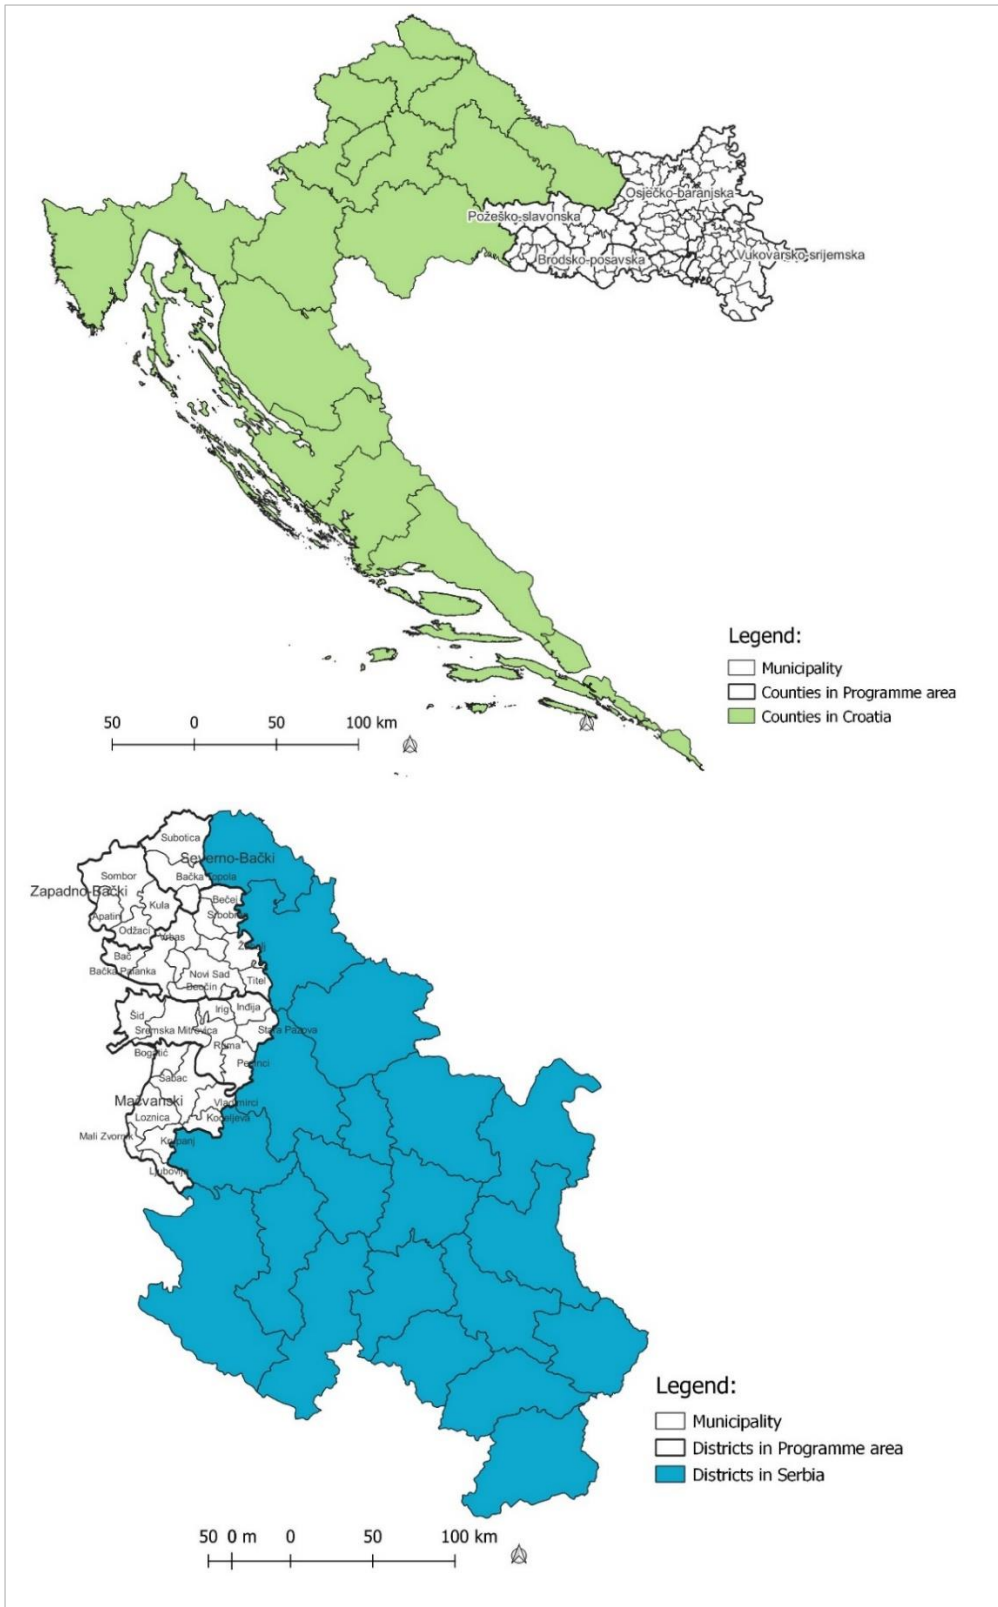 Osječko-baranjska
Požeško-slavonska
Brodsko-posavska
Vukovarsko-srijemska
Legend:
Municipality
Counties in Programme area
Counties in Croatia
50 0 50 100 km
Subotica
Severno-Bački
Bačka Topola
Sombor
Zapadno-Bački
Kula
Bečej
Apatin
Srbobran
Odžaci
Vrbas
Žabalj
Bač
Bačka Palanka
Novi Sad
Titel
Beočin
Irig
Inđija
Šid
Sremska Mitrovica
Stara Pazova
Ruma
Bogatić
Pećinci
Šabac
Mačvanski
Vladimirci
Loznica
Koceljeva
Mali Zvornik
Krupanj
Ljubovija
Legend:
Municipality
Districts in Programme area
Districts in Serbia
50 0 m 0 50 100 km